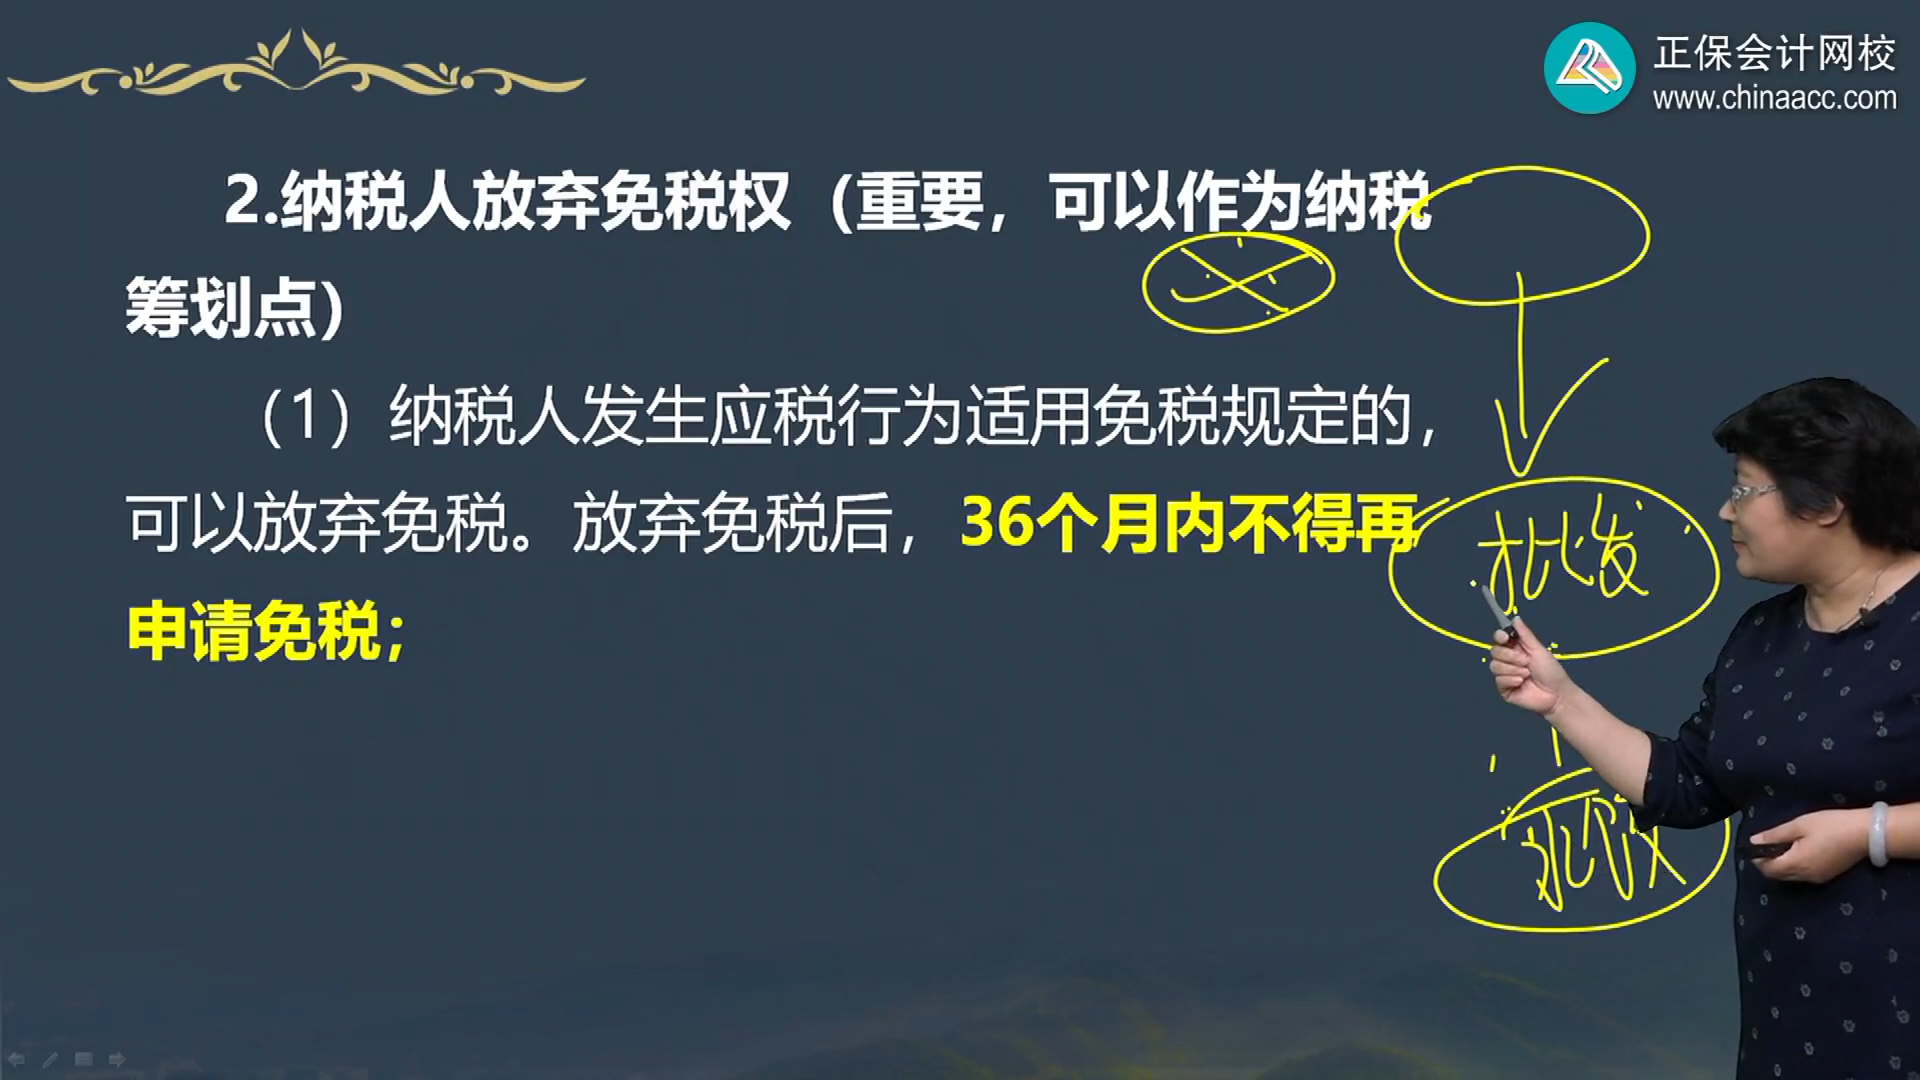 正保会计网校
www.chinaacc.com
2.纳税人放弃免税权（重要，可以作为纳税
筹划点）
（1）纳税人发生应税行为适用免税规定的，
可以放弃免税。放弃免税后，36个月内不得再
申请免税；
批发